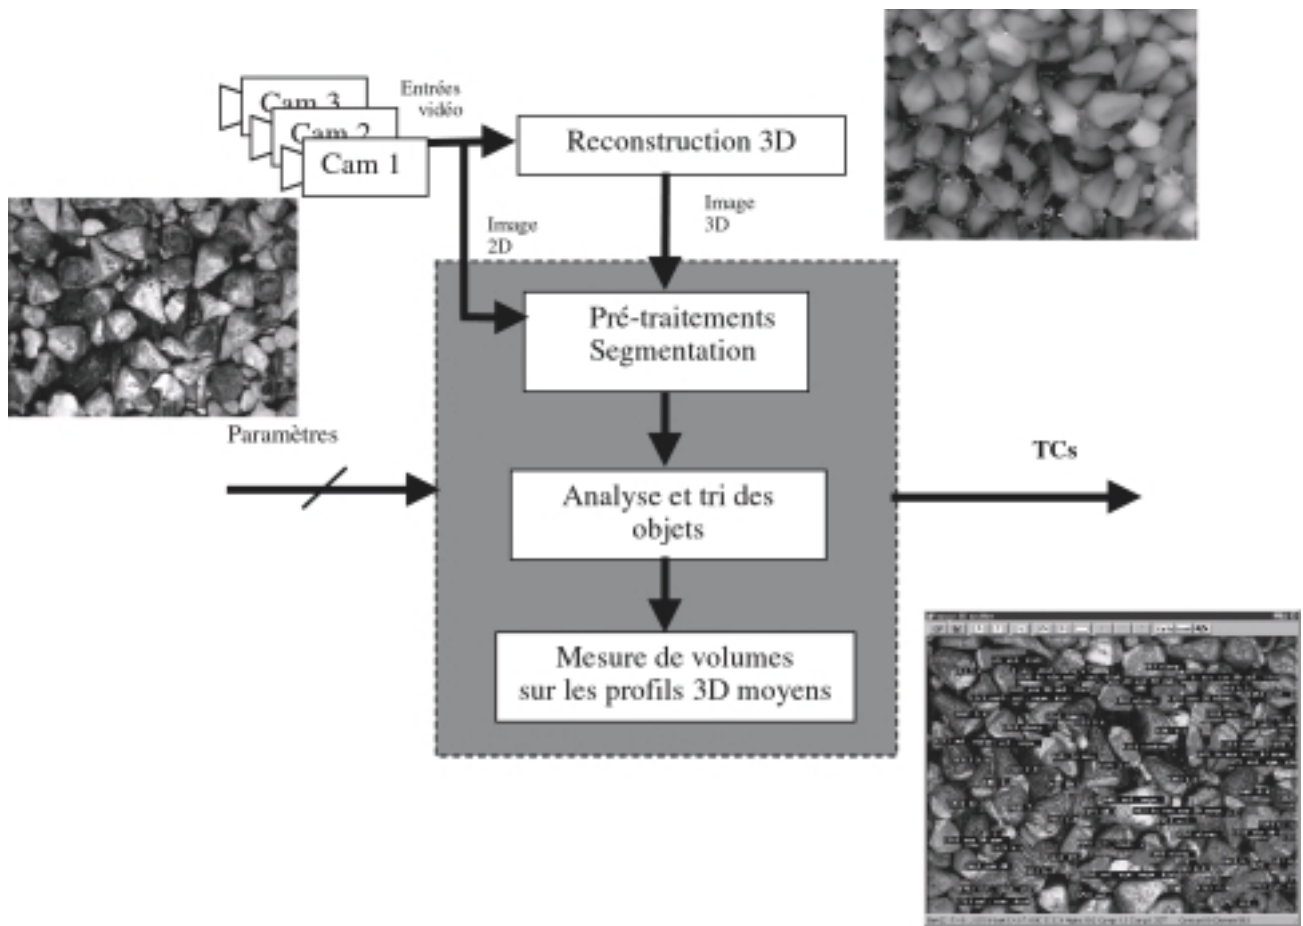 Cam 3
Cam 2
Cam 1
Entrées
vidéo
Reconstruction 3D
Image
2D
Image
3D
Pré-traitements
Segmentation
Paramètres
Analyse et tri des
objets
TCs
Mesure de volumes
sur les profils 3D moyens